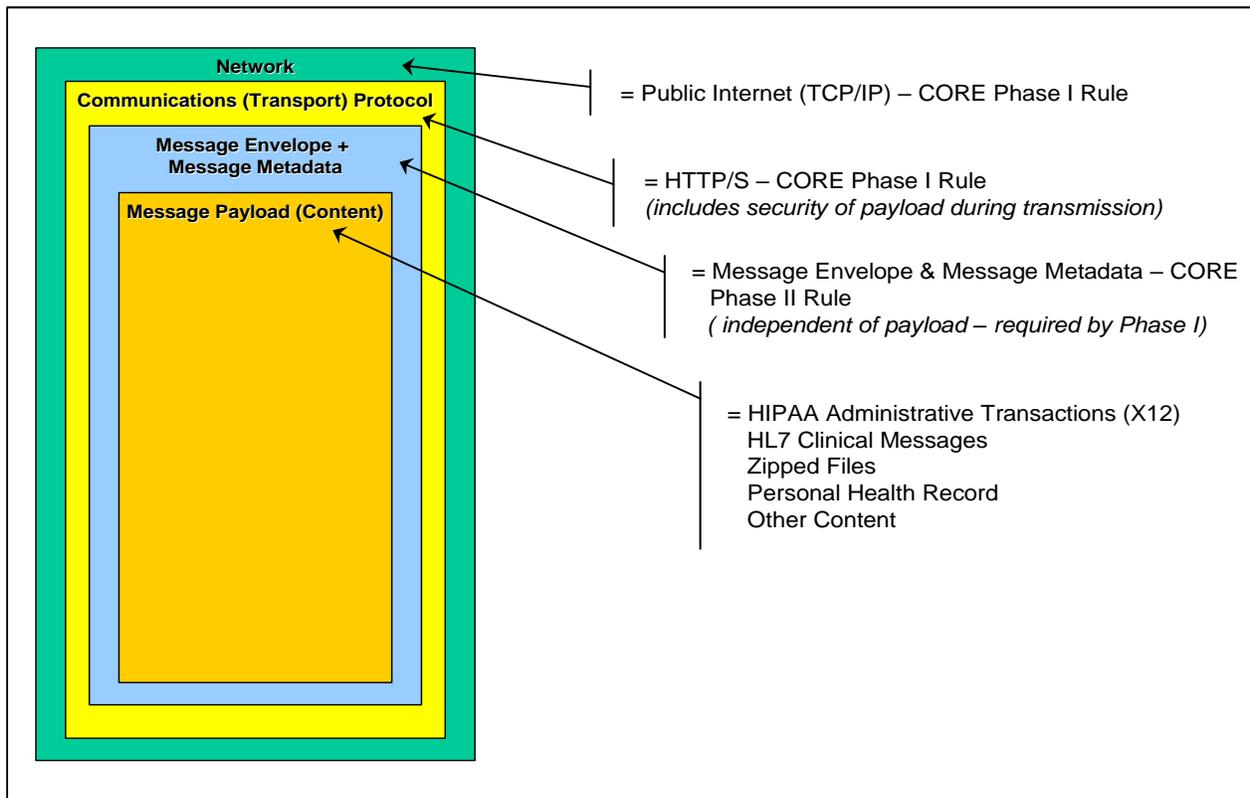 Network
Communications (Transport) Protocol
Message Envelope +
Message Metadata
Message Payload (Content)
= Public Internet (TCP/IP) – CORE Phase I Rule
= HTTP/S – CORE Phase I Rule
(includes security of payload during transmission)
= Message Envelope & Message Metadata – CORE
Phase II Rule
( independent of payload – required by Phase I)
= HIPAA Administrative Transactions (X12)
HL7 Clinical Messages
Zipped Files
Personal Health Record
Other Content